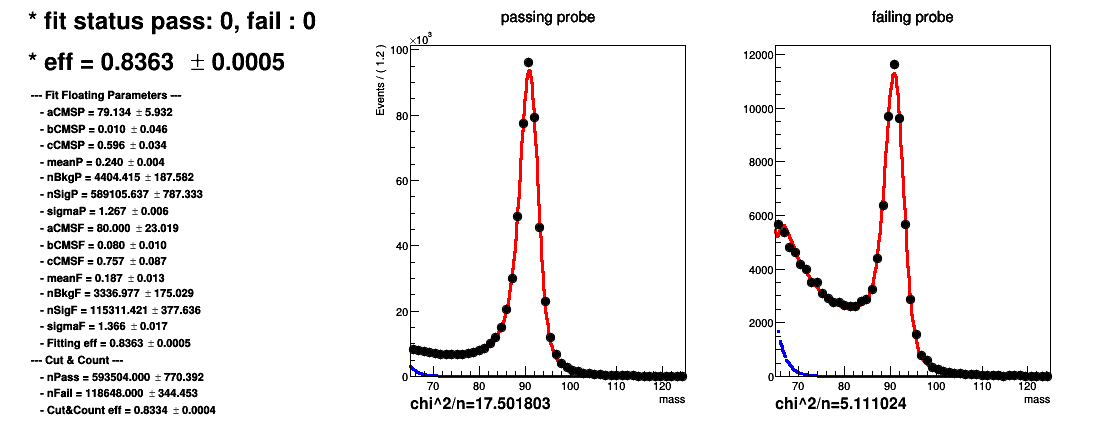 * fit status pass: 0, fail : 0
* eff = 0.8363 ± 0.0005
--- Fit Floating Parameters ---
- aCMSP = 79.134 ± 5.932
- bCMSP = 0.010 ± 0.046
- cCMSP = 0.596 ± 0.034
- meanP = 0.240 ± 0.004
- nBkgP = 4404.415 ± 187.582
- nSigP = 589105.637 ± 787.333
- sigmaP = 1.267 ± 0.006
- aCMSF = 80.000 ± 23.019
- bCMSF = 0.080 ± 0.010
- cCMSF = 0.757 ± 0.087
- meanF = 0.187 ± 0.013
- nBkgF = 3336.977 ± 175.029
- nSigF = 115311.421 ± 377.636
- sigmaF = 1.366 ± 0.017
- Fitting eff = 0.8363 ± 0.0005
--- Cut & Count ---
- nPass = 593504.000 ± 770.392
- nFail = 118648.000 ± 344.453
- Cut&Count eff = 0.8334 ± 0.0004
passing probe
×10³
Events / ( 1.2 )
100
80
60
40
20
0
70 80 90 100 110 120
mass
chi^2/n=17.501803
failing probe
12000
10000
8000
6000
4000
2000
0
70 80 90 100 110 120
mass
chi^2/n=5.111024